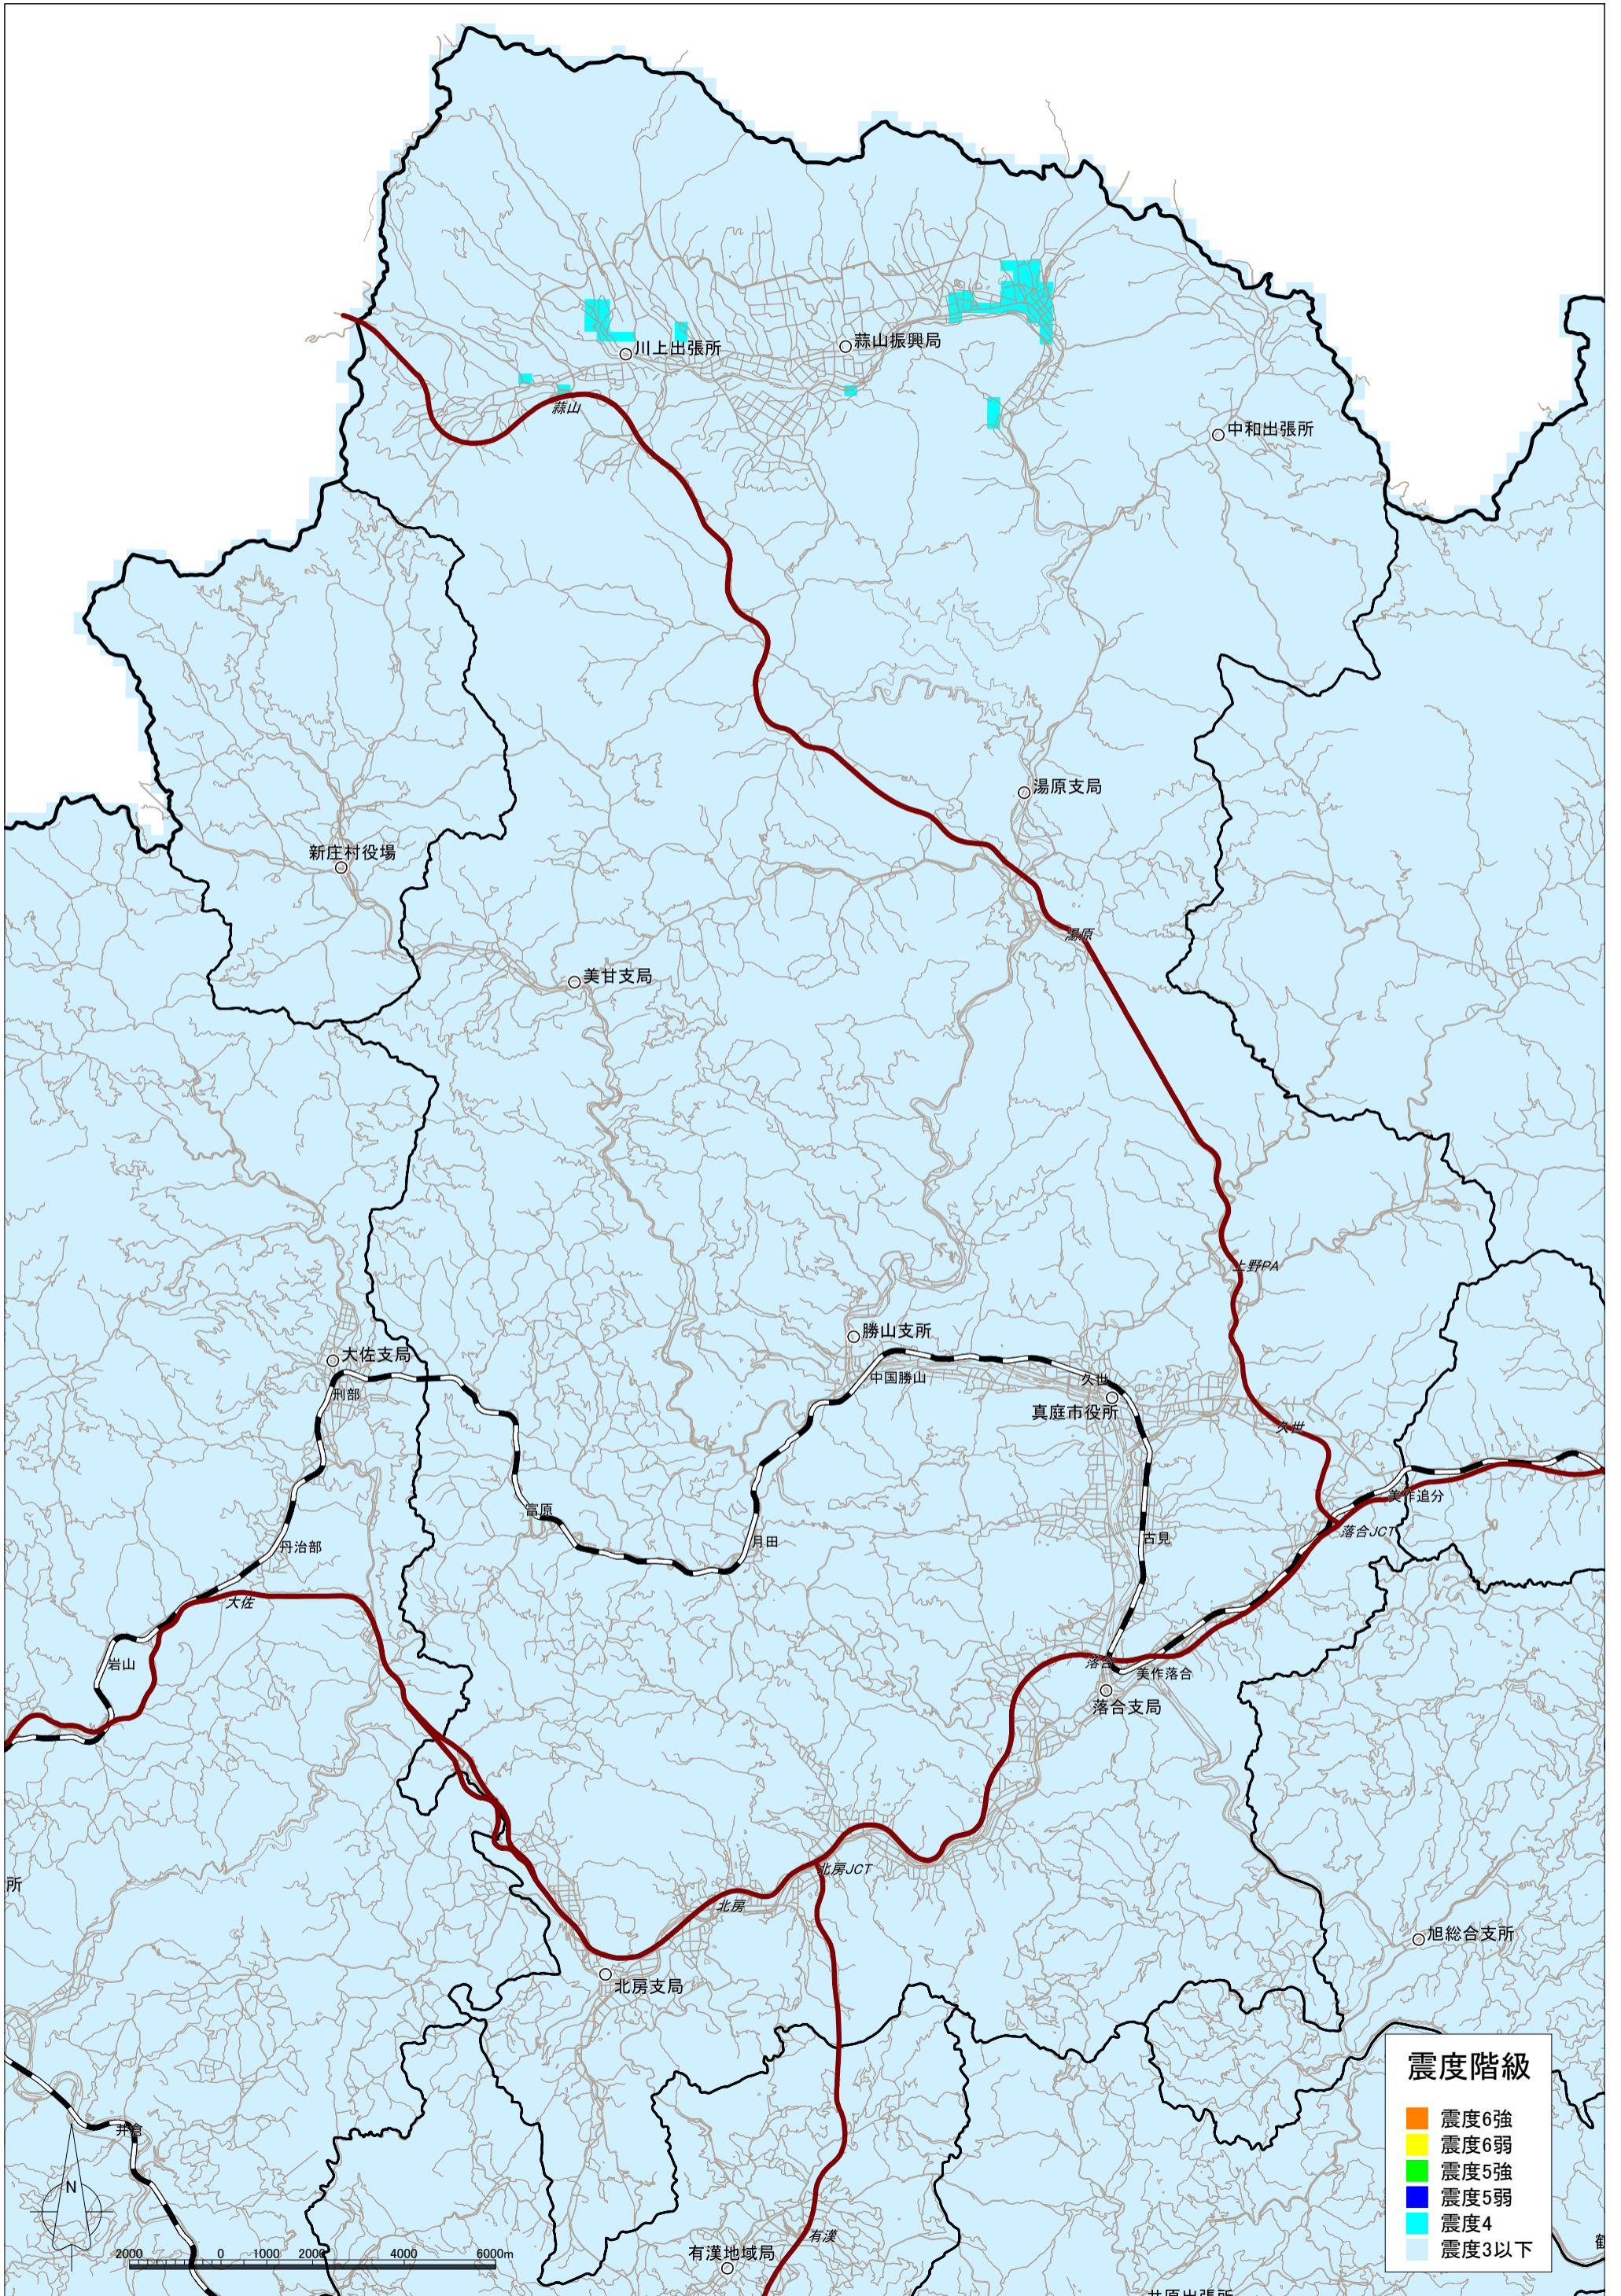 川上出張所
蒜山振興局
蒜山
中和出張所
湯原支局
新庄村役場
湯原
美甘支局
上野PA
勝山支所
大佐支局
中国勝山
久世
刑部
真庭市役所
久世
美作追分
富原
落合JCT
古見
月田
丹治部
大佐
岩山
落合
美作落合
落合支局
北房JCT
所
北房
旭総合支所
北房支局
震度階級
震度6強
震度6弱
震度5強
震度5弱
震度4
震度3以下
井倉
N
有漢
有漢地域局
2000 0 1000 2000 4000 6000m